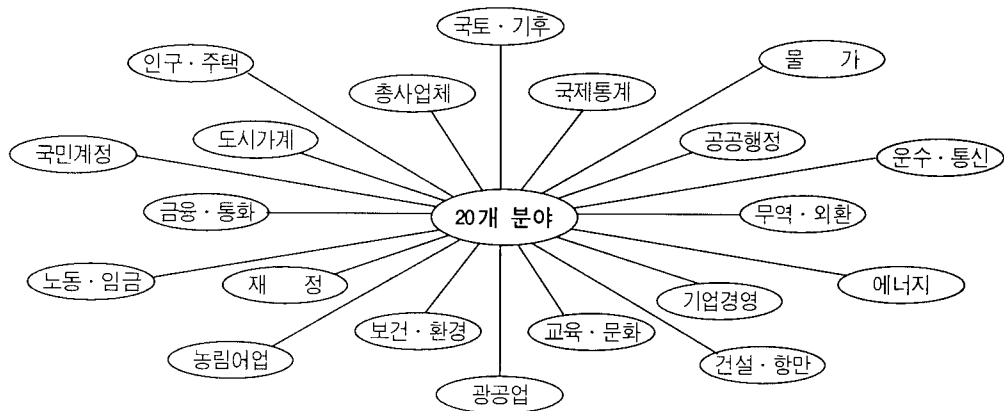 국토·기후
인구·주택
물 가
총사업체
국제통계
도시가계
공공행정
국민계정
운수·통신
금융·통화
20개 분야
무역·외환
노동·임금
재 정
기업경영
에너지
보건·환경
교육·문화
농림어업
건설·항만
광공업